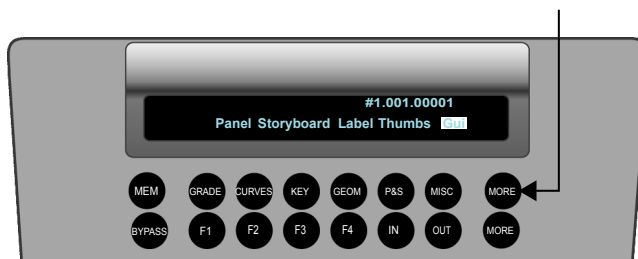 #1.001.00001
Panel Storyboard Label Thumbs Gui
MEM GRADE CURVES KEY GEOM P&S MISC MORE
BYPASS F1 F2 F3 F4 IN OUT MORE